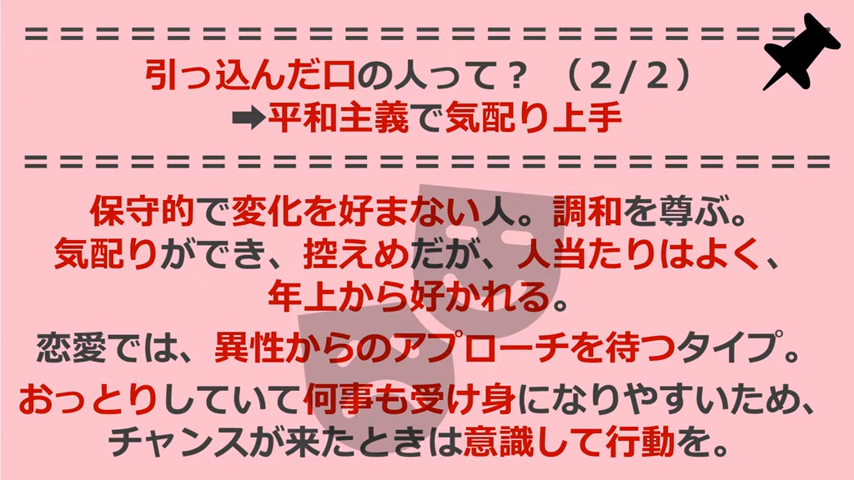 ＝＝＝＝＝＝＝＝＝＝＝＝＝＝＝＝＝＝＝＝＝＝＝
引っ込んだ口の人って？（２/２）
➡平和主義で気配り上手
＝＝＝＝＝＝＝＝＝＝＝＝＝＝＝＝＝＝＝＝＝＝＝
保守的で変化を好まない人。調和を尊ぶ。
気配りができ、控えめだが、人当たりはよく、
年上から好かれる。
恋愛では、異性からのアプローチを待つタイプ。
おっとりしていて何事も受け身になりやすいため、
チャンスが来たときは意識して行動を。